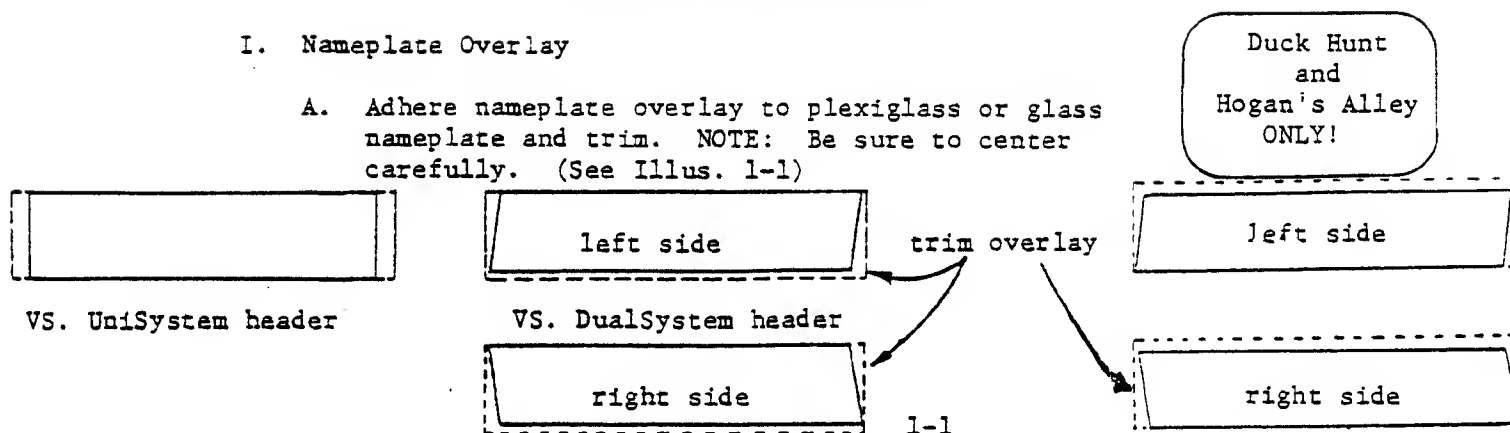 I. Nameplate Overlay
A. Adhere nameplate overlay to plexiglass or glass
nameplate and trim. NOTE: Be sure to center
carefully. (See Illus. 1-1)
Duck Hunt
and
Hogan's Alley
ONLY!
left side
trim overlay
left side
VS. UniSystem header
VS. DualSystem header
right side
right side
1-1